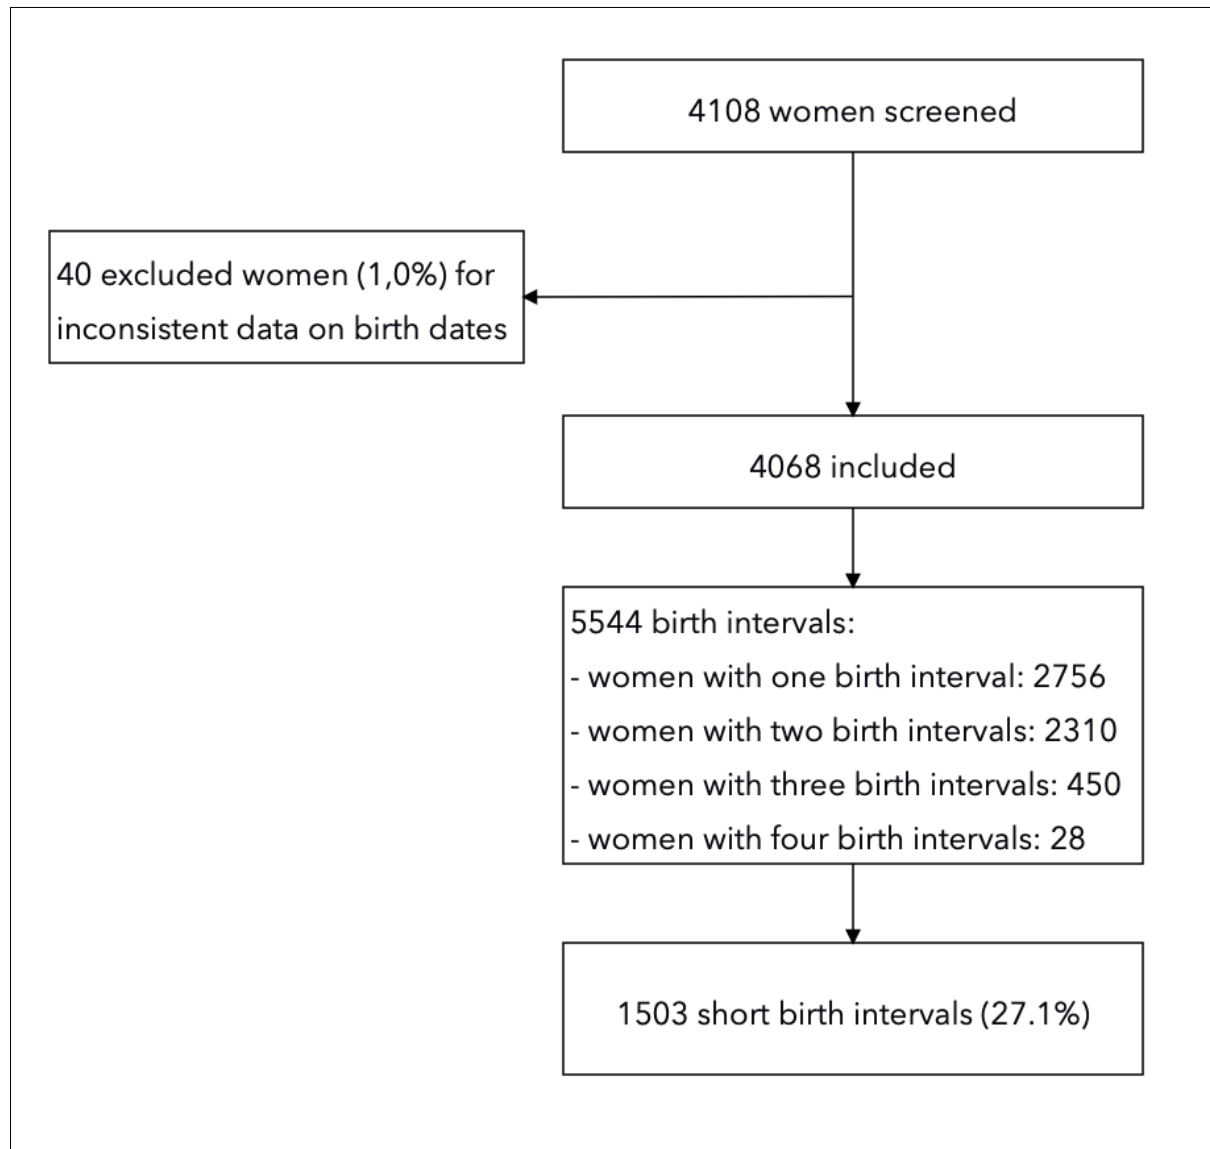 4108 women screened
40 excluded women (1,0%) for
inconsistent data on birth dates
4068 included
5544 birth intervals:
- women with one birth interval: 2756
- women with two birth intervals: 2310
- women with three birth intervals: 450
- women with four birth intervals: 28
1503 short birth intervals (27.1%)